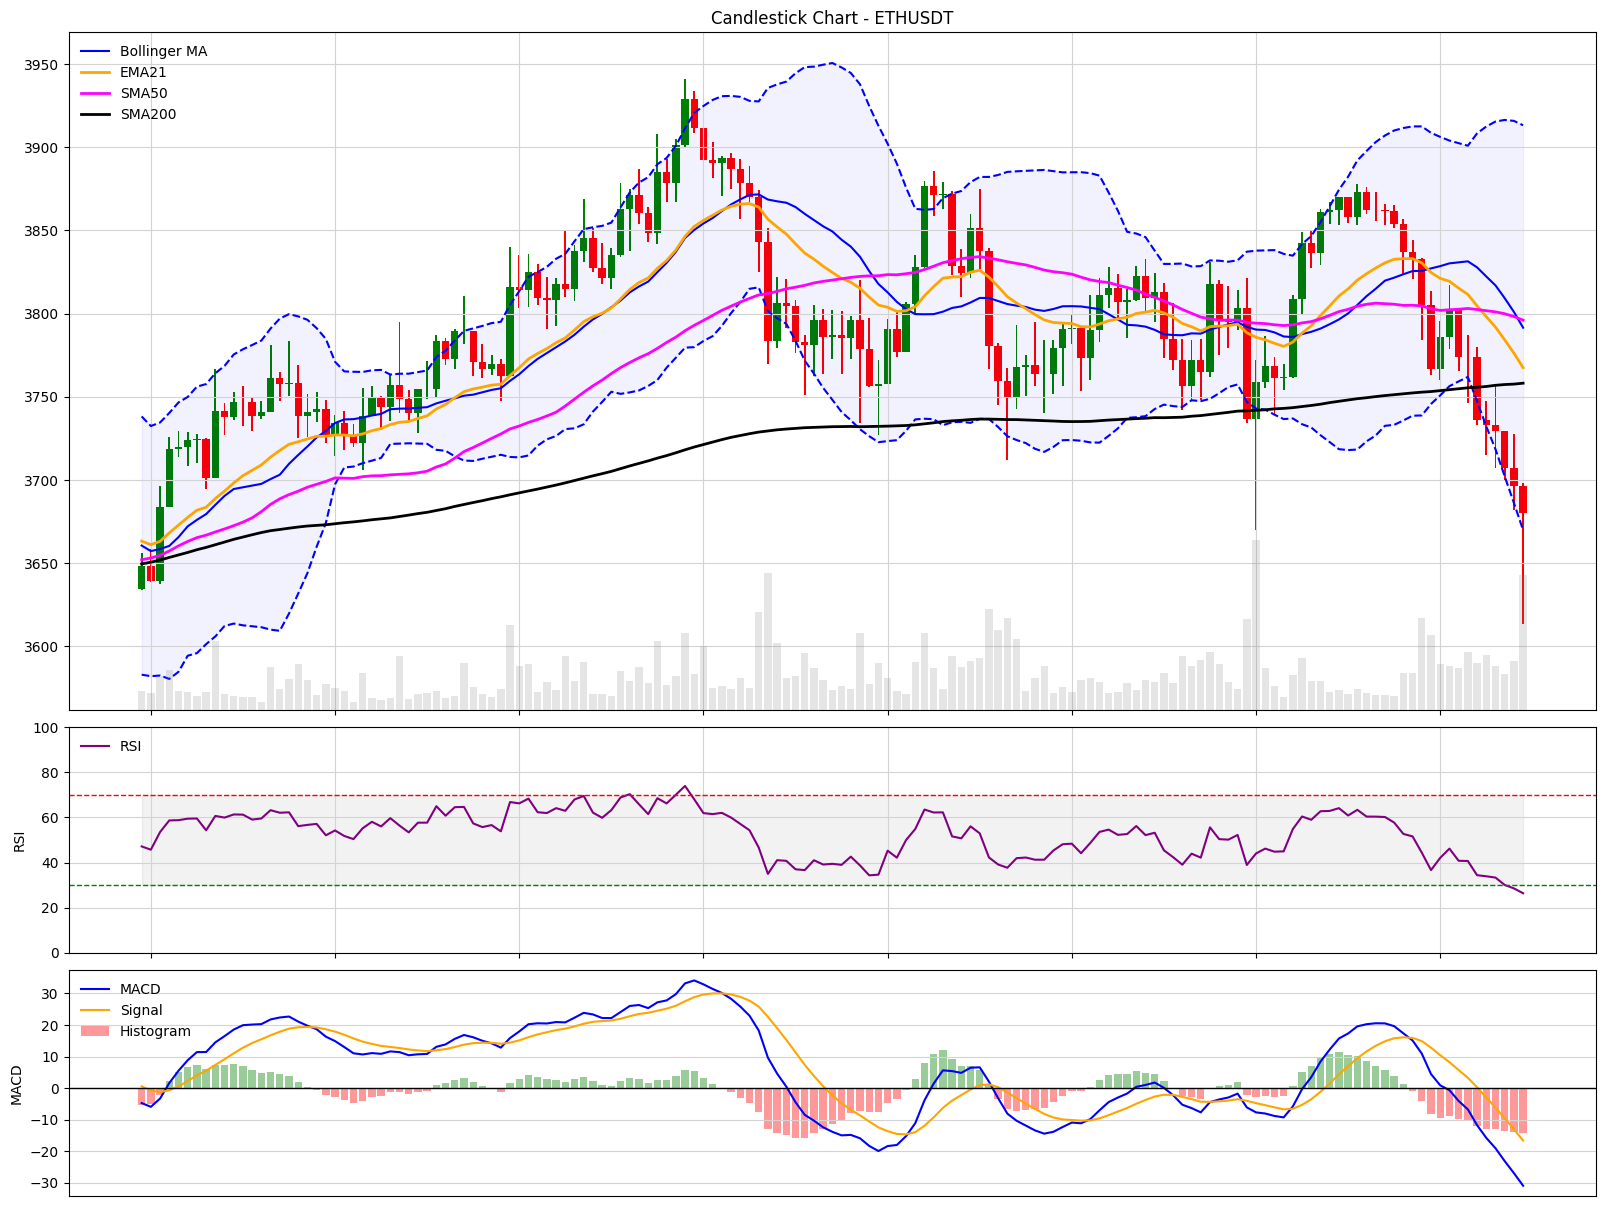 Candlestick Chart - ETHUSDT
Bollinger MA
EMA21
SMA50
SMA200
3950
3900
3850
3800
3750
3700
3650
3600
RSI
RSI
100
80
60
40
20
0
MACD
Signal
Histogram
MACD
30
20
10
0
−10
−20
−30